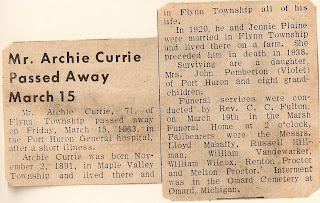 Mr. Archie Currie
Passed Away
March 15
Mr. Archie Currie, 71, of
Flynn Township passed away
on Friday, March 15, 1963, in
the Port Huron General hospital,
after a short illness.
Archie Currie was born Nov-
ember 2, 1891, in Maple Valley
Township and lived there and
in Flynn Township all of his
life.
In 1920, he and Jennie Plaine
were married in Flynn Township
and lived there on a farm. She
preceded him in death in 1938.
Surviving are a daughter,
Mrs. John Pemberton (Violet)
of Port Huron and eight grand-
children.
Funeral services were con-
ducted by Rev. C. C. Fulton
on March 19th in the Marsh
Funeral Home at 2 o'clock.
Pallbearers were the Messrs.
Lloyd Mahaffy, Russell Hill-
man, William Vandewarker,
William Wilcox, Renton Proctor
and Melton Proctor. Interment
was in the Omard Cemetery at
Omard, Michigan.